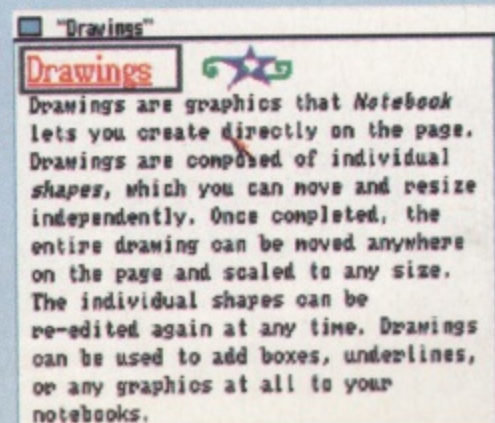 "Drawings"
Drawings
Drawings are graphics that Notebook
lets you create directly on the page.
Drawings are composed of individual
shapes, which you can move and resize
independently. Once completed, the
entire drawing can be moved anywhere
on the page and scaled to any size.
The individual shapes can be
re-edited again at any time. Drawings
can be used to add boxes, underlines,
or any graphics at all to your
notebooks.